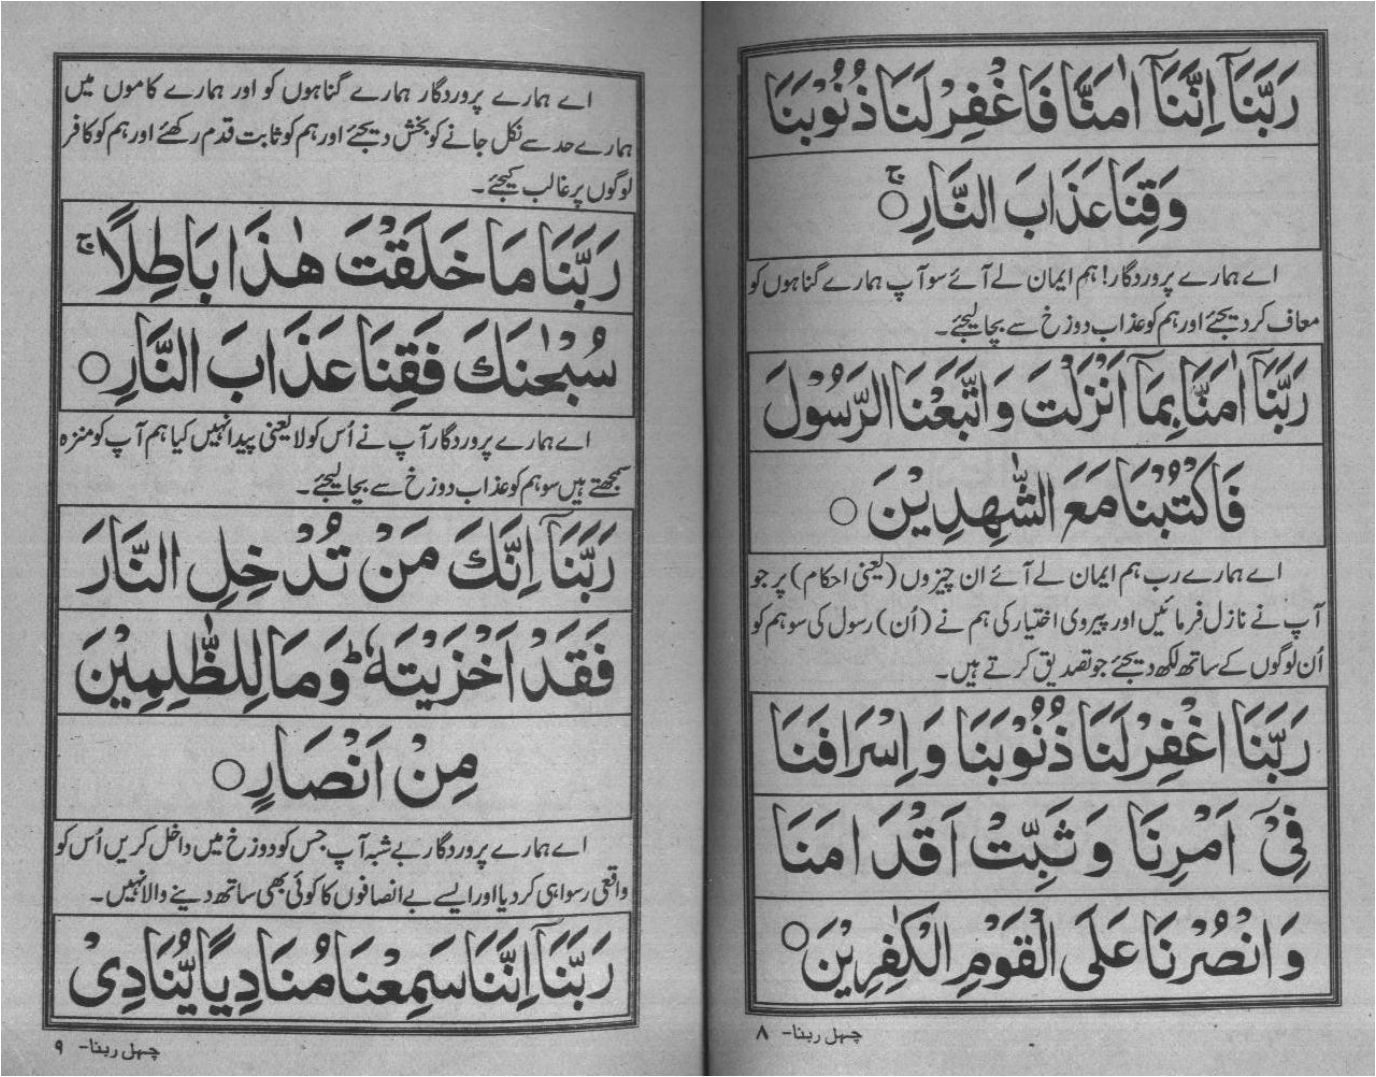 رَبَّنَآ اِنَّنَآ اٰمَنَّا فَاغْفِرْلَنَا ذُنُوْبَنَا
وَقِنَا عَذَابَ النَّارِ ۚ○
اے ہمارے پروردگار! ہم ایمان لے آئے سو آپ ہمارے گناہوں کو
معاف کر دیجئے اور ہم کو عذاب دوزخ سے بچا لیجئے۔
رَبَّنَآ اٰمَنَّا بِمَآ اَنْزَلْتَ وَاتَّبَعْنَا الرَّسُوْلَ
فَاكْتُبْنَا مَعَ الشّٰهِدِيْنَ ○
اے ہمارے رب ہم ایمان لے آئے ان چیزوں (یعنی احکام) پر جو
آپ نے نازل فرمائیں اور پیروی اختیار کی ہم نے (اُن) رسول کی سو ہم کو
اُن لوگوں کے ساتھ لکھ دیجئے جو تصدیق کرتے ہیں۔
رَبَّنَا اغْفِرْلَنَا ذُنُوْبَنَا وَاِسْرَافَنَا
فِيْٓ اَمْرِنَا وَثَبِّتْ اَقْدَامَنَا
وَانْصُرْنَا عَلَى الْقَوْمِ الْكٰفِرِيْنَ ○
چہل ربنا- ۸
اے ہمارے پروردگار ہمارے گناہوں کو اور ہمارے کاموں میں
ہمارے حد سے نکل جانے کو بخش دیجئے اور ہم کو ثابت قدم رکھئے اور ہم کو کافر
لوگوں پر غالب کیجئے۔
رَبَّنَا مَا خَلَقْتَ هٰذَا بَاطِلًا ۚ
سُبْحٰنَكَ فَقِنَا عَذَابَ النَّارِ ○
اے ہمارے پروردگار آپ نے اُس کو لا یعنی پیدا نہیں کیا ہم آپ کو منزہ
سمجھتے ہیں سو ہم کو عذاب دوزخ سے بچا لیجئے۔
رَبَّنَآ اِنَّكَ مَنْ تُدْخِلِ النَّارَ
فَقَدْ اَخْزَيْتَهٗ ؕ وَمَا لِلظّٰلِمِيْنَ
مِنْ اَنْصَارٍ ○
اے ہمارے پروردگار بے شبہ آپ جس کو دوزخ میں داخل کریں اُس کو
واقعی رسوا ہی کر دیا اور ایسے بے انصافوں کا کوئی بھی ساتھ دینے والا نہیں۔
رَبَّنَآ اِنَّنَا سَمِعْنَا مُنَادِيًا يُّنَادِيْ
چہل ربنا- ۹